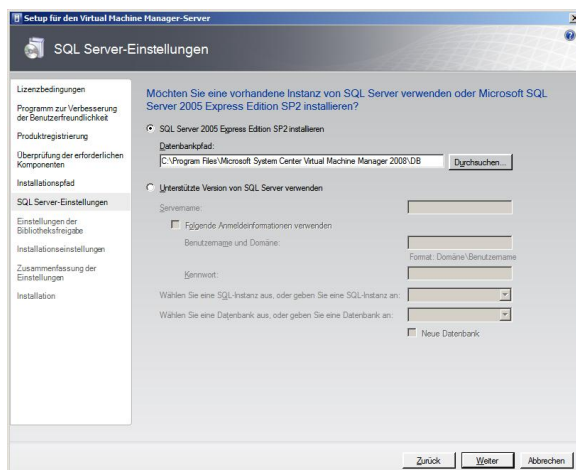 Setup für den Virtual Machine Manager-Server
SQL Server-Einstellungen
Lizenzbedingungen
Programm zur Verbesserung
der Benutzerfreundlichkeit
Produktregistrierung
Überprüfung der erforderlichen
Komponenten
Installationspfad
SQL Server-Einstellungen
Einstellungen der
Bibliotheksfreigabe
Installationseinstellungen
Zusammenfassung der
Einstellungen
Installation
Möchten Sie eine vorhandene Instanz von SQL Server verwenden oder Microsoft SQL
Server 2005 Express Edition SP2 installieren?
SQL Server 2005 Express Edition SP2 installieren
Datenbankpfad:
C:\Program Files\Microsoft System Center Virtual Machine Manager 2008\DB
Durchsuchen...
Unterstützte Version von SQL Server verwenden
Servername:
Folgende Anmeldeinformationen verwenden
Benutzername und Domäne:
Format: Domäne\Benutzername
Kennwort:
Wählen Sie eine SQL-Instanz aus, oder geben Sie eine SQL-Instanz an:
Wählen Sie eine Datenbank aus, oder geben Sie eine Datenbank an:
Neue Datenbank
Zurück
Weiter
Abbrechen